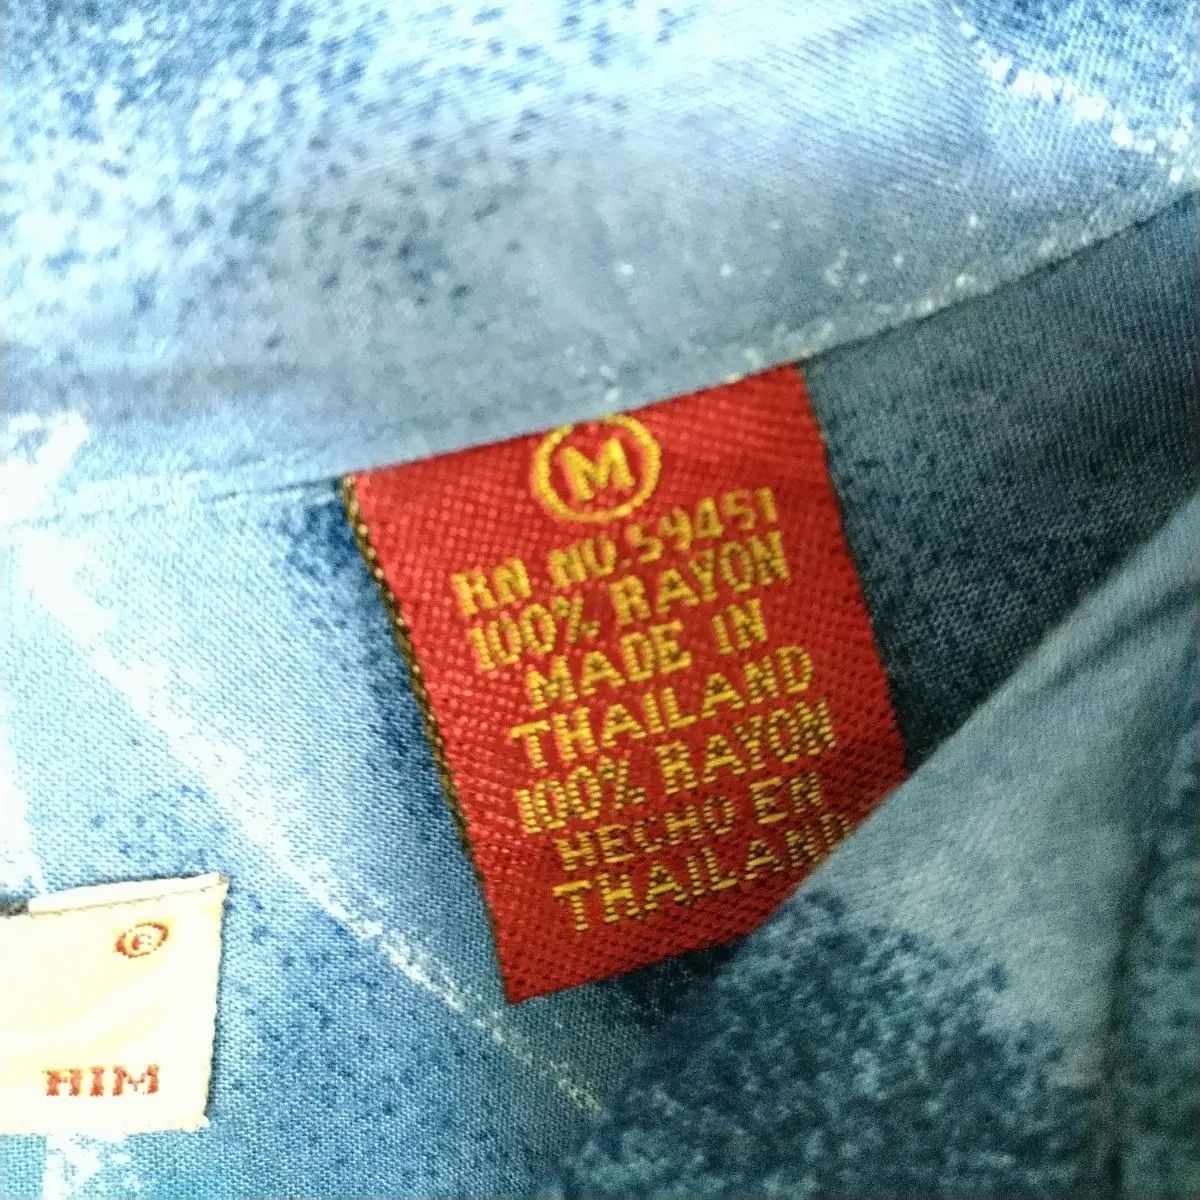 M
RN NO.59451
100% RAYON
MADE IN
THAILAND
100% RAYON
HECHO EN
THAILAND
®
HIM